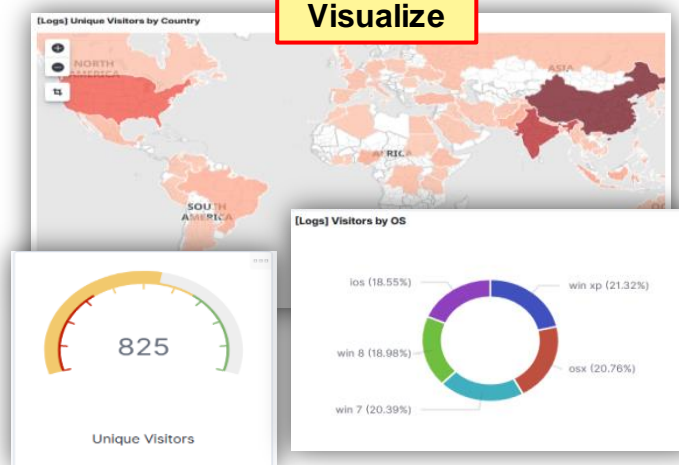 Visualize
[Logs] Unique Visitors by Country
NORTH
AMERICA
ASIA
AFRICA
SOUTH
AMERICA
[Logs] Visitors by OS
ios (18.55%)
win xp (21.32%)
win 8 (18.98%)
osx (20.76%)
win 7 (20.39%)
825
Unique Visitors